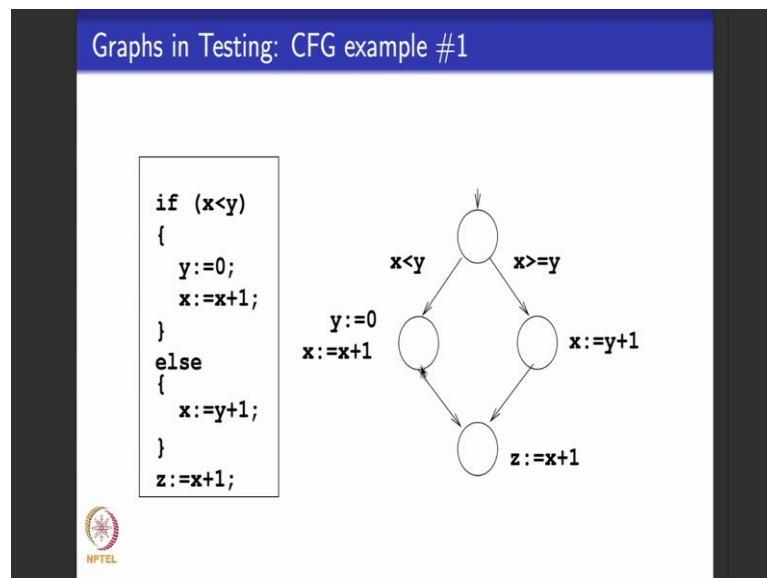 Graphs in Testing: CFG example #1
if (x<y)
{
y:=0;
x:=x+1;
}
else
{
x:=y+1;
}
z:=x+1;
x<y
x>=y
y:=0
x:=x+1
x:=y+1
z:=x+1
NPTEL